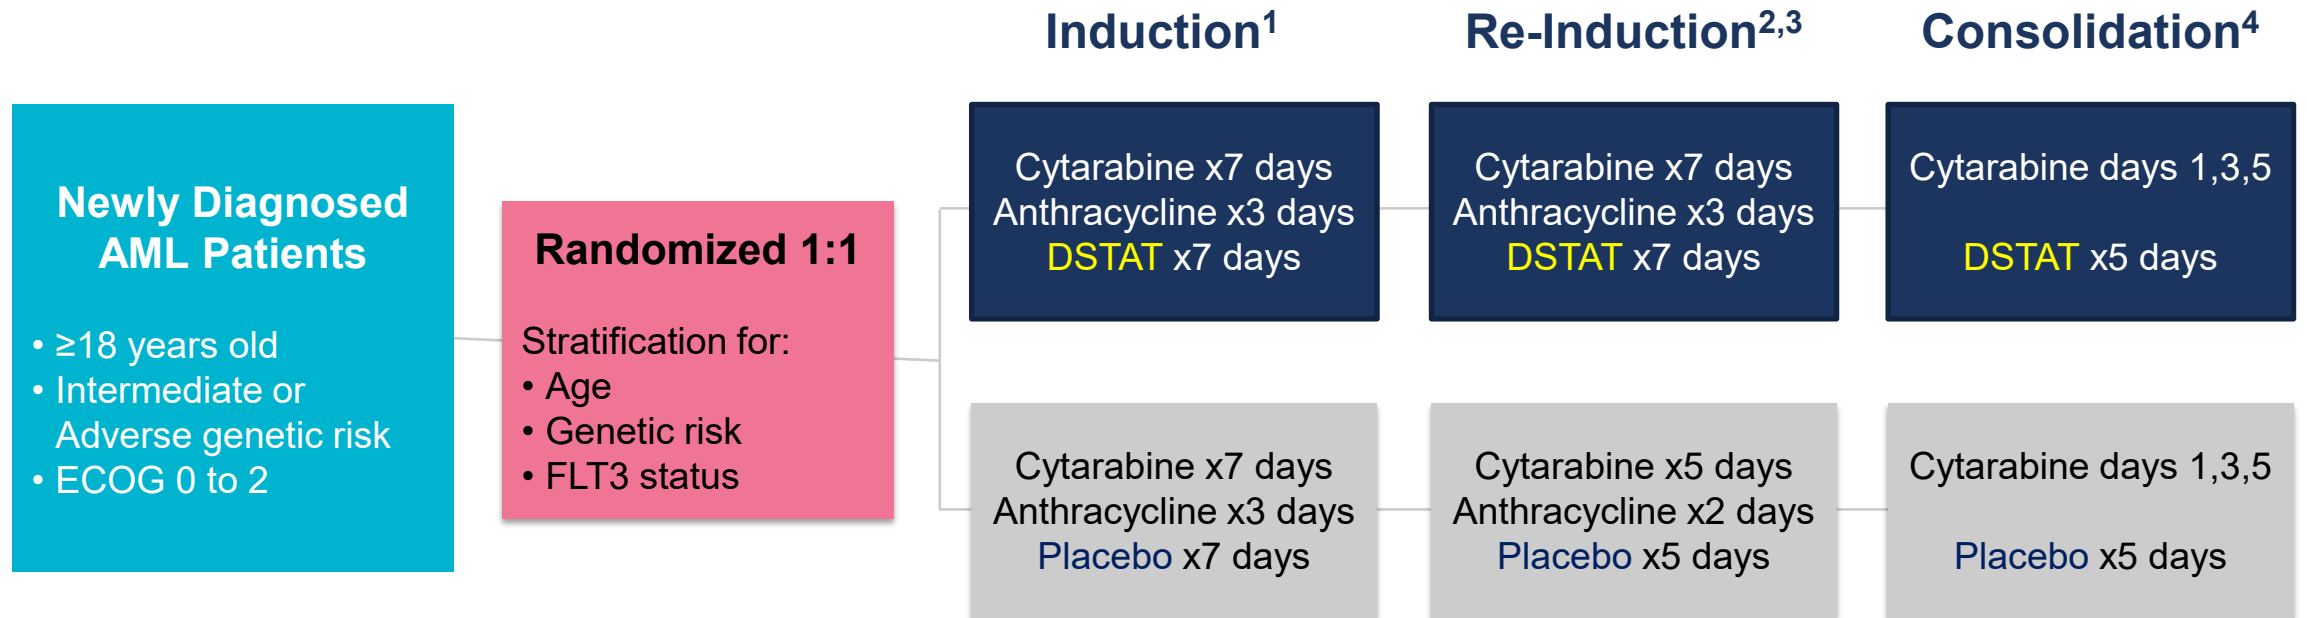 Induction¹
Re-Induction²,³
Consolidation⁴
Newly Diagnosed
AML Patients
• ≥18 years old
• Intermediate or
Adverse genetic risk
• ECOG 0 to 2
Randomized 1:1
Stratification for:
• Age
• Genetic risk
• FLT3 status
Cytarabine x7 days
Anthracycline x3 days
DSTAT x7 days
Cytarabine x7 days
Anthracycline x3 days
DSTAT x7 days
Cytarabine days 1,3,5
DSTAT x5 days
Cytarabine x7 days
Anthracycline x3 days
Placebo x7 days
Cytarabine x5 days
Anthracycline x2 days
Placebo x5 days
Cytarabine days 1,3,5
Placebo x5 days